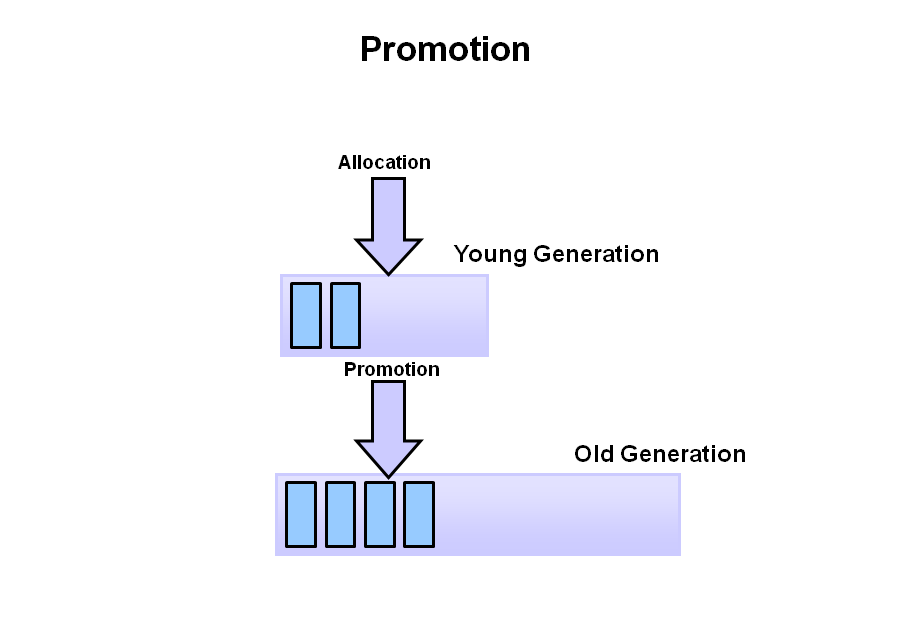 Promotion
Allocation
Young Generation
Promotion
Old Generation